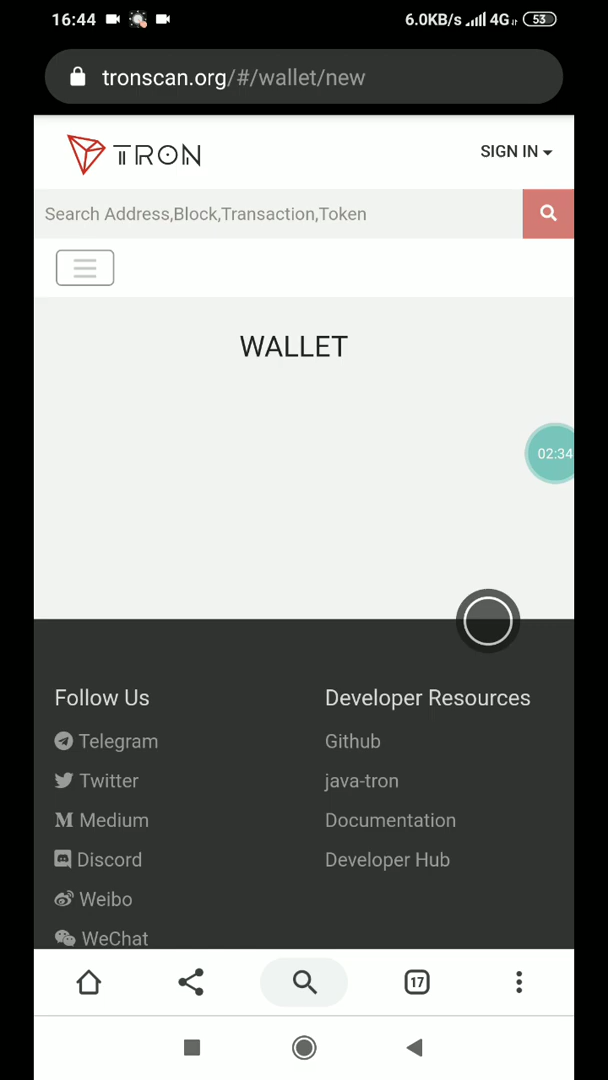 16:44 6.0KB/s 4G 53
tronscan.org/#/wallet/new
TRON SIGN IN
Search Address,Block,Transaction,Token
WALLET
02:34
Follow Us
Telegram
Twitter
Medium
Discord
Weibo
WeChat
Developer Resources
Github
java-tron
Documentation
Developer Hub
17